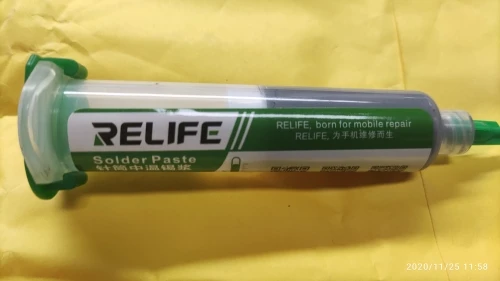 RELIFE
Solder Paste
针筒中温锡浆
RELIFE, born for mobile repair
RELIFE, 为手机维修而生
2020/11/25 11:58